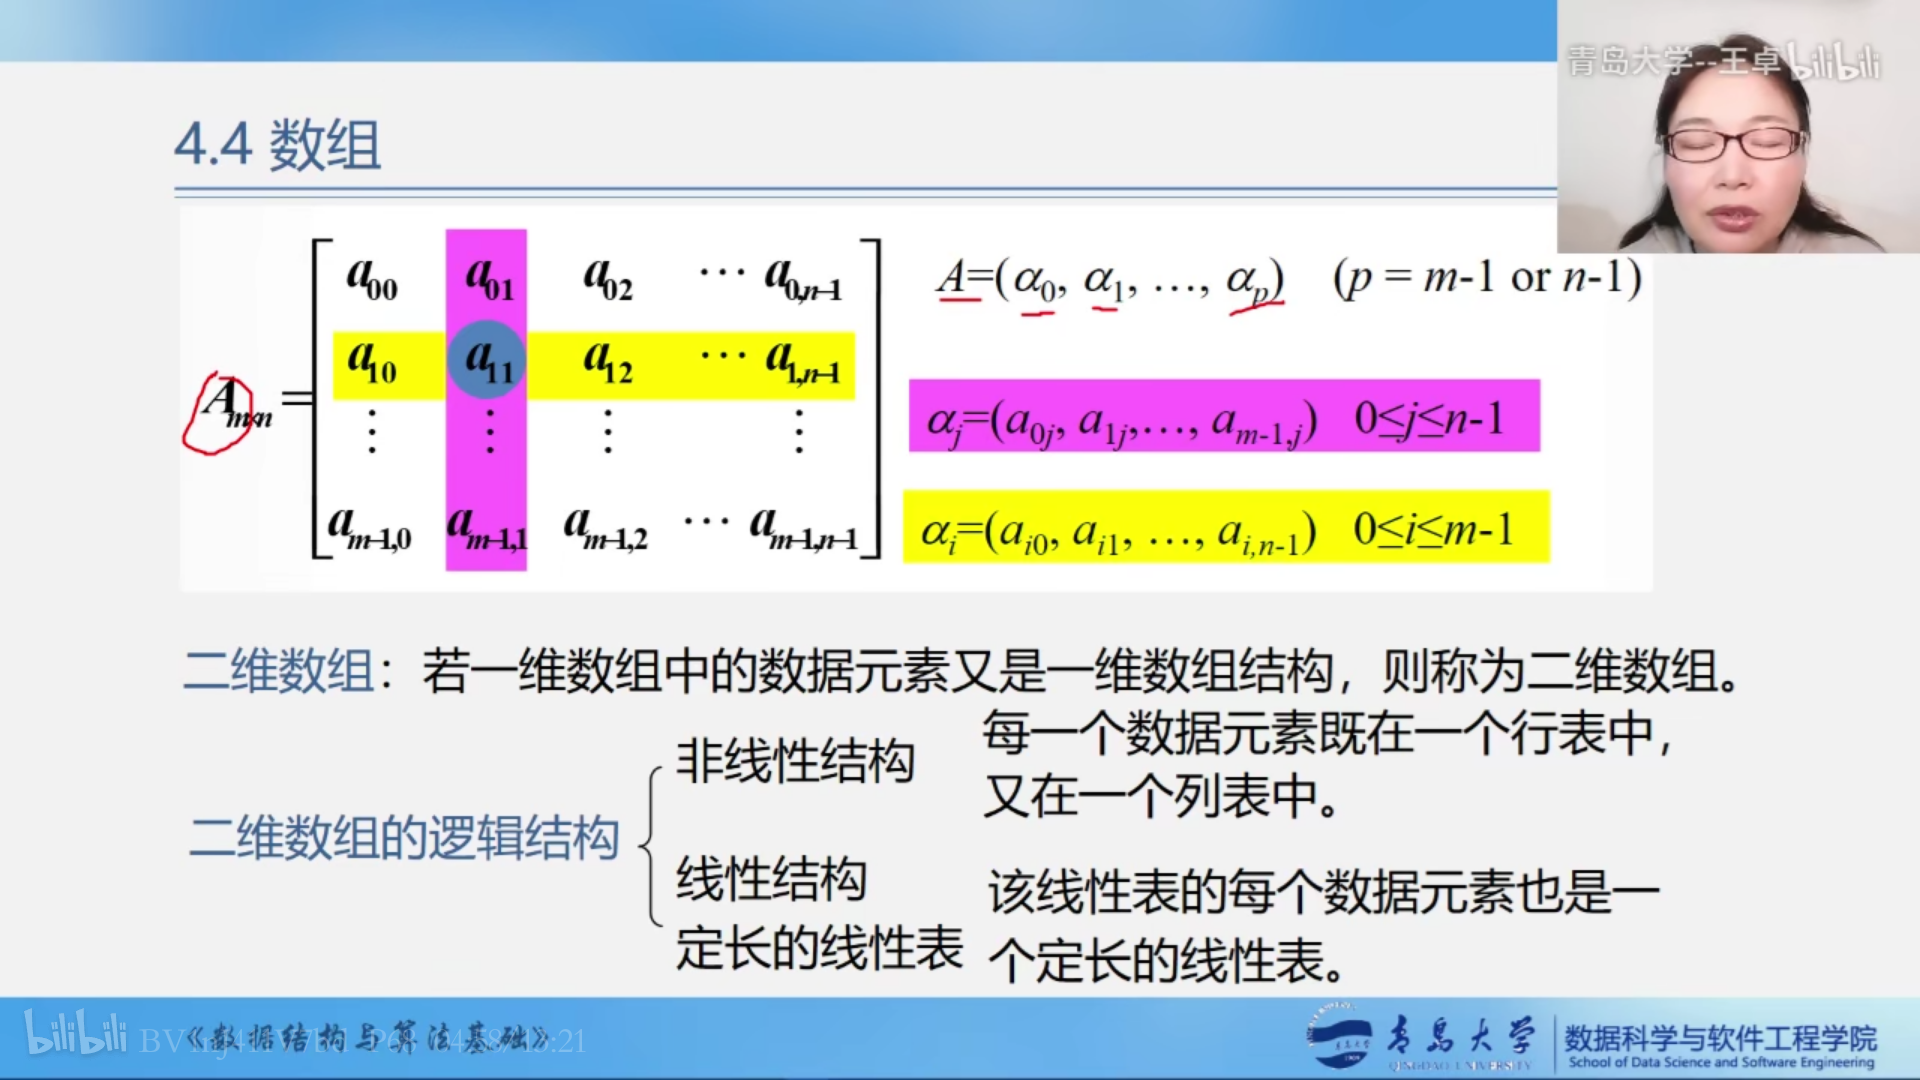 青岛大学--王卓 bilibili
4.4 数组
A=(α0, α1, …, αp) (p = m-1 or n-1)
a00 a01 a02 ⋯ a0,n-1
a10 a11 a12 ⋯ a1,n-1
Am×n =
⋮ ⋮ ⋮ ⋮
am-1,0 am-1,1 am-1,2 ⋯ am-1,n-1
αj=(a0j, a1j,…, am-1,j) 0≤j≤n-1
αi=(ai0, ai1, …, ai,n-1) 0≤i≤m-1
二维数组：若一维数组中的数据元素又是一维数组结构，则称为二维数组。
非线性结构
每一个数据元素既在一个行表中，
又在一个列表中。
二维数组的逻辑结构
线性结构
定长的线性表
该线性表的每个数据元素也是一
个定长的线性表。
bilibili
《数据结构与算法基础》
青岛大学
QINGDAO UNIVERSITY
数据科学与软件工程学院
School of Data Science and Software Engineering